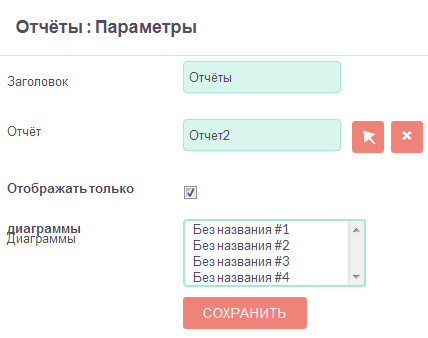 Отчёты : Параметры
Заголовок
Отчёты
Отчёт
Отчет2
Отображать только
диаграммы
Диаграммы
Без названия #1
Без названия #2
Без названия #3
Без названия #4
СОХРАНИТЬ